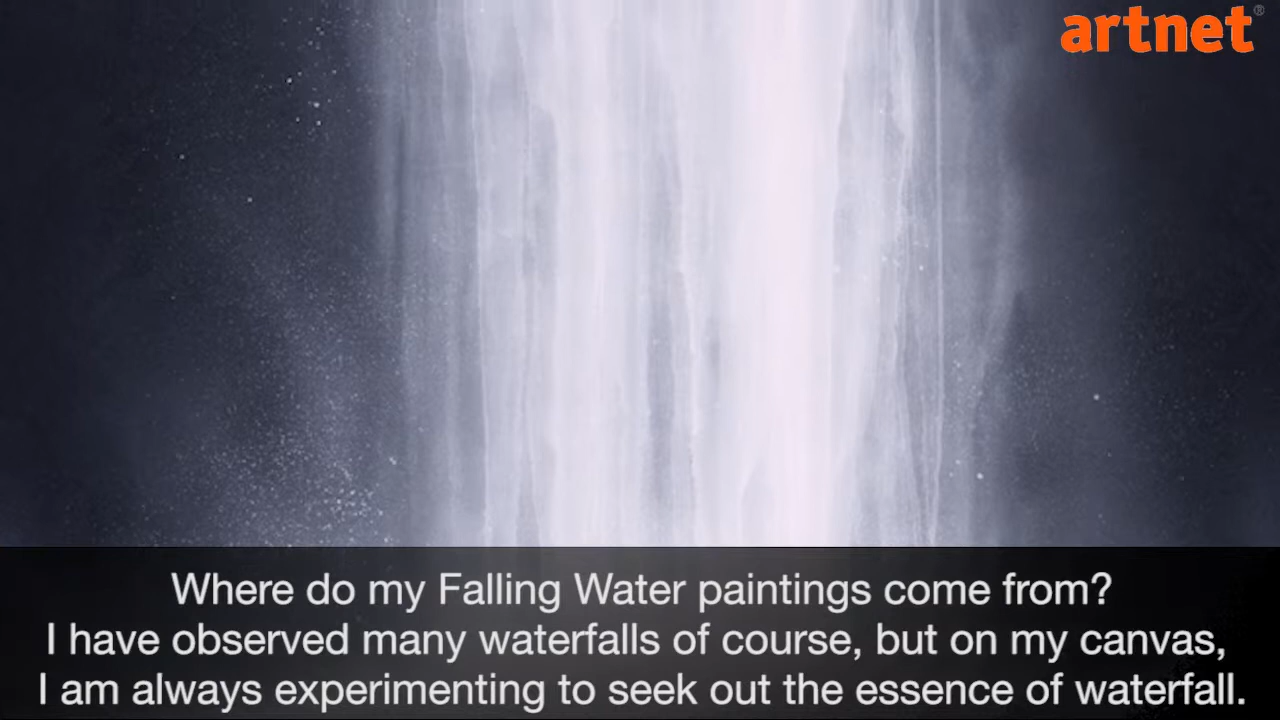 artnet®
Where do my Falling Water paintings come from?
I have observed many waterfalls of course, but on my canvas,
I am always experimenting to seek out the essence of waterfall.